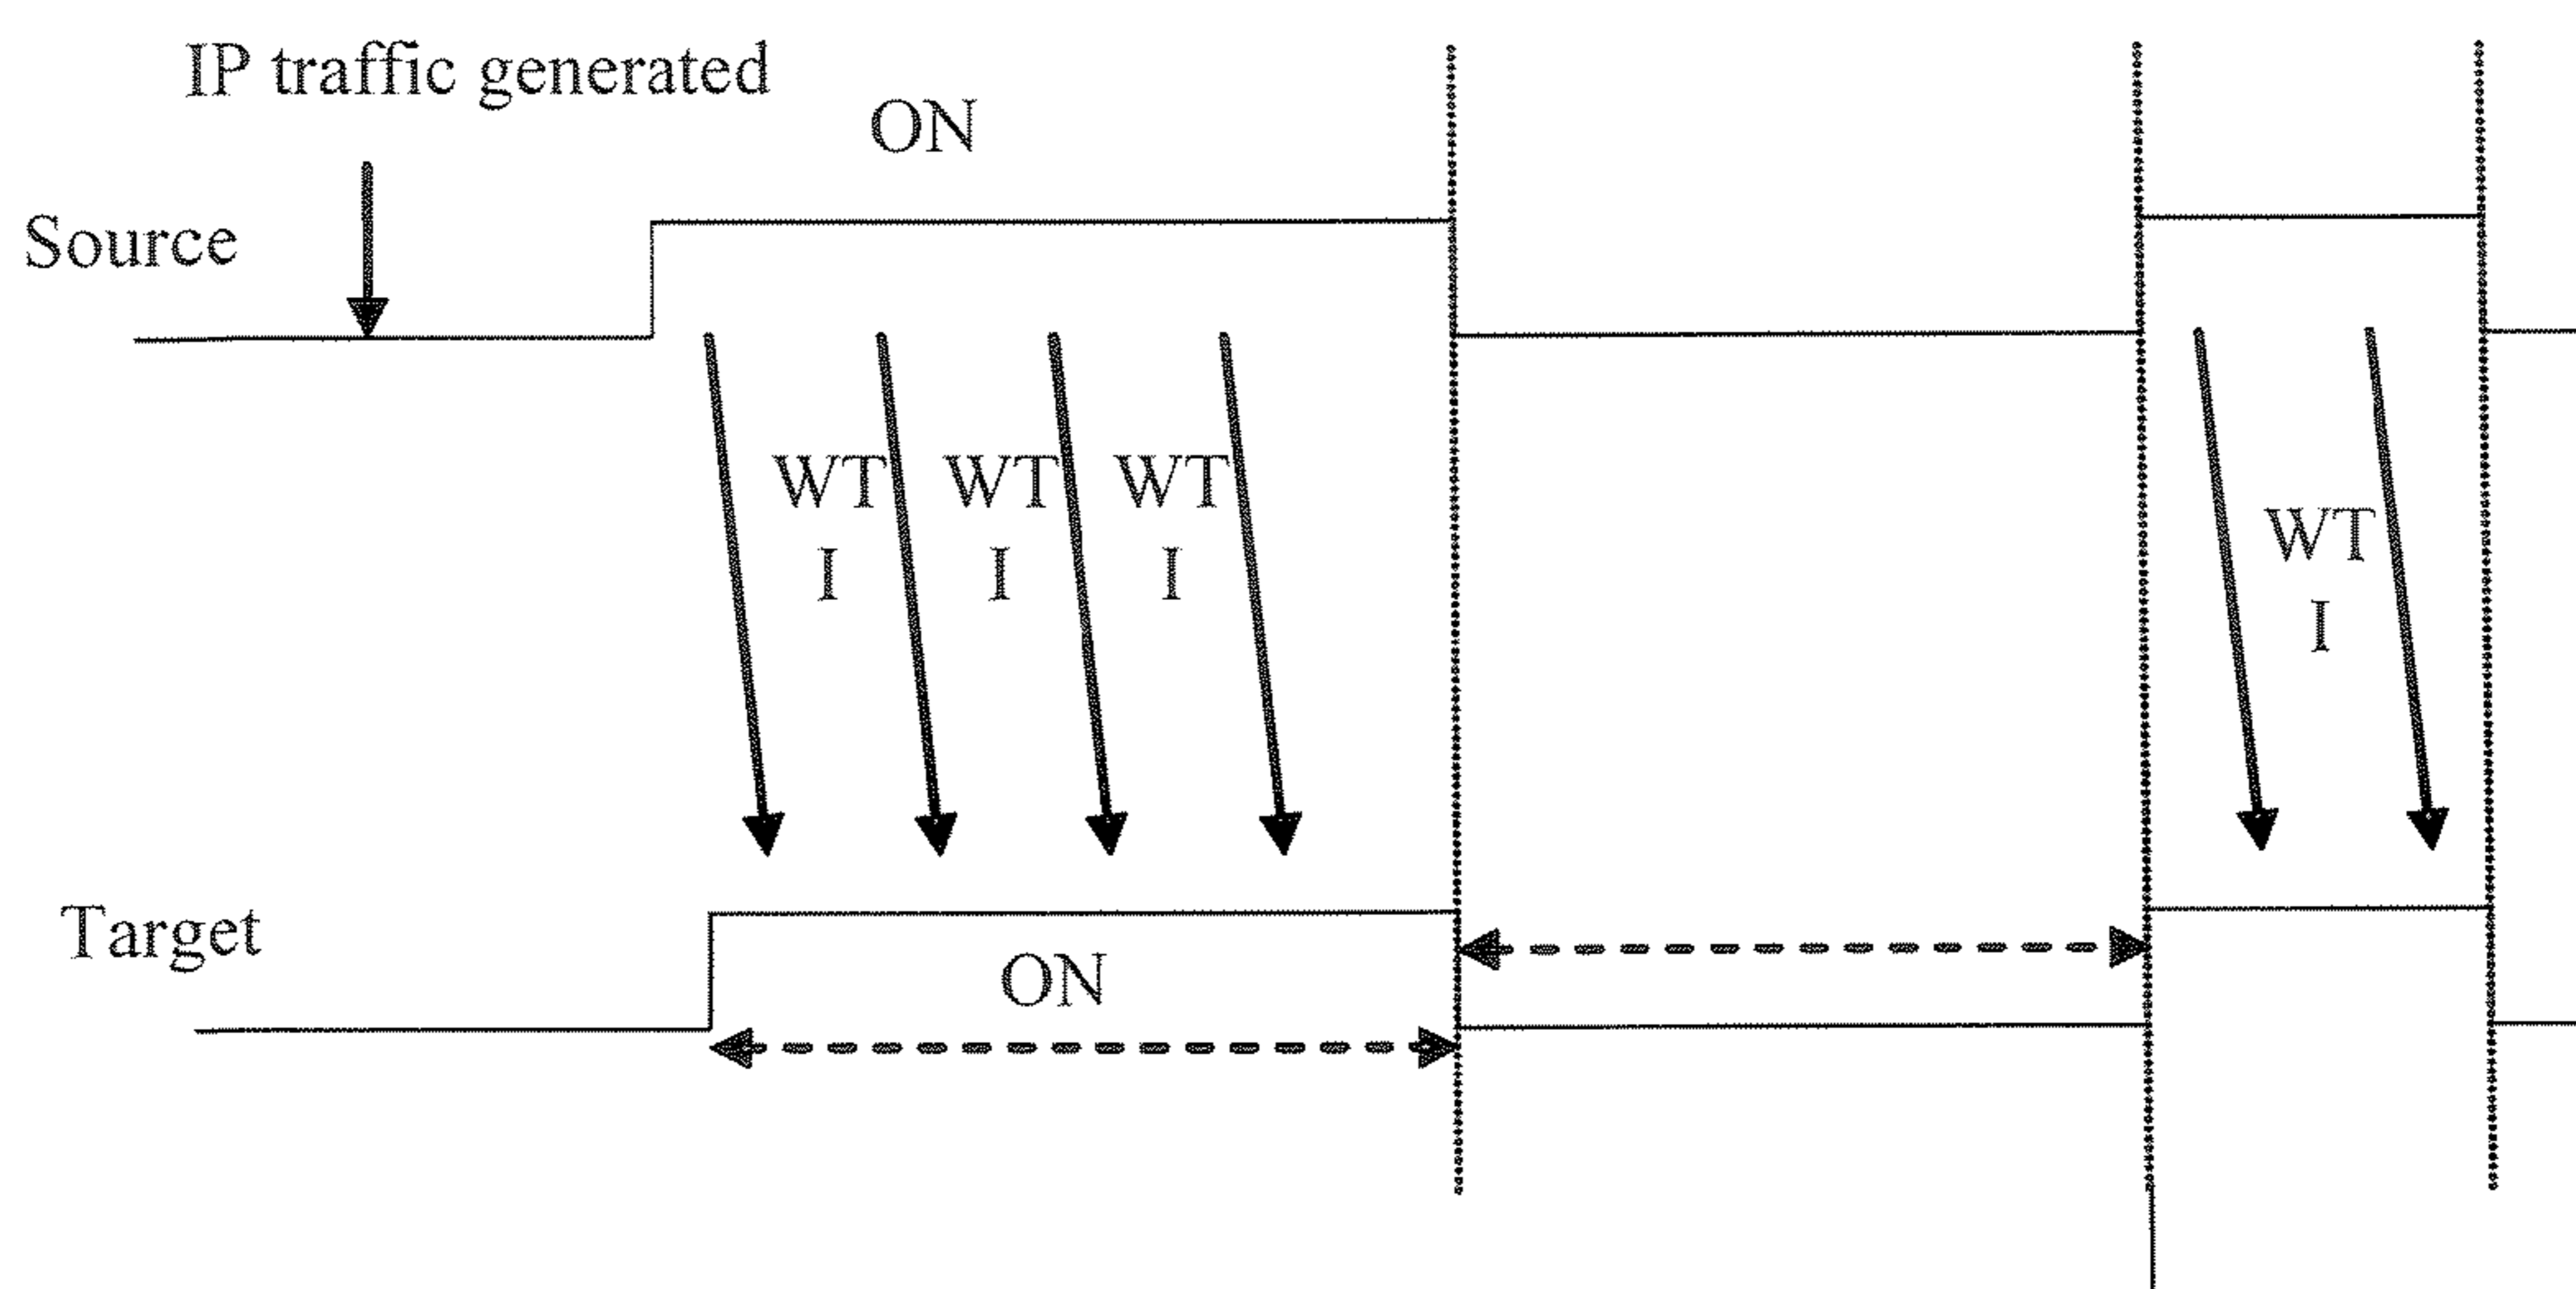 IP traffic generated
ON
Source
WT WT WT
I I I
WT
I
Target
ON